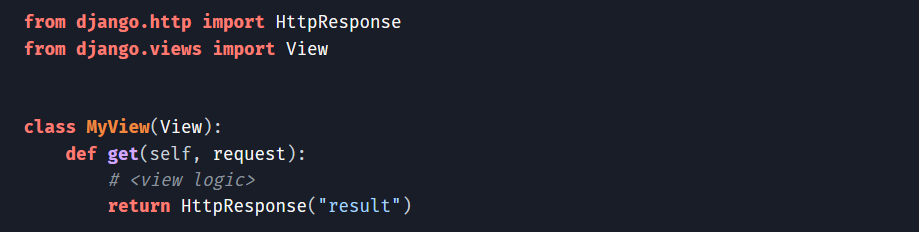 from django.http import HttpResponse
from django.views import View
class MyView(View):
    def get(self, request):
        # <view logic>
        return HttpResponse("result")